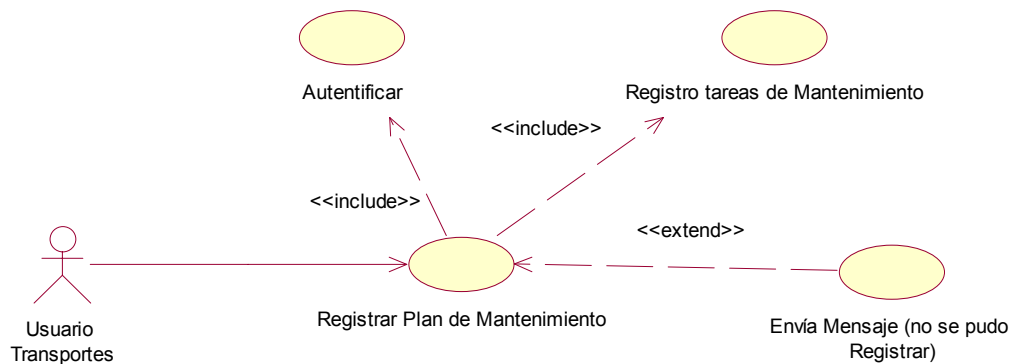 Autentificar
Registro tareas de Mantenimiento
<<include>>
<<include>>
<<extend>>
Usuario
Transportes
Registrar Plan de Mantenimiento
Envía Mensaje (no se pudo
Registrar)